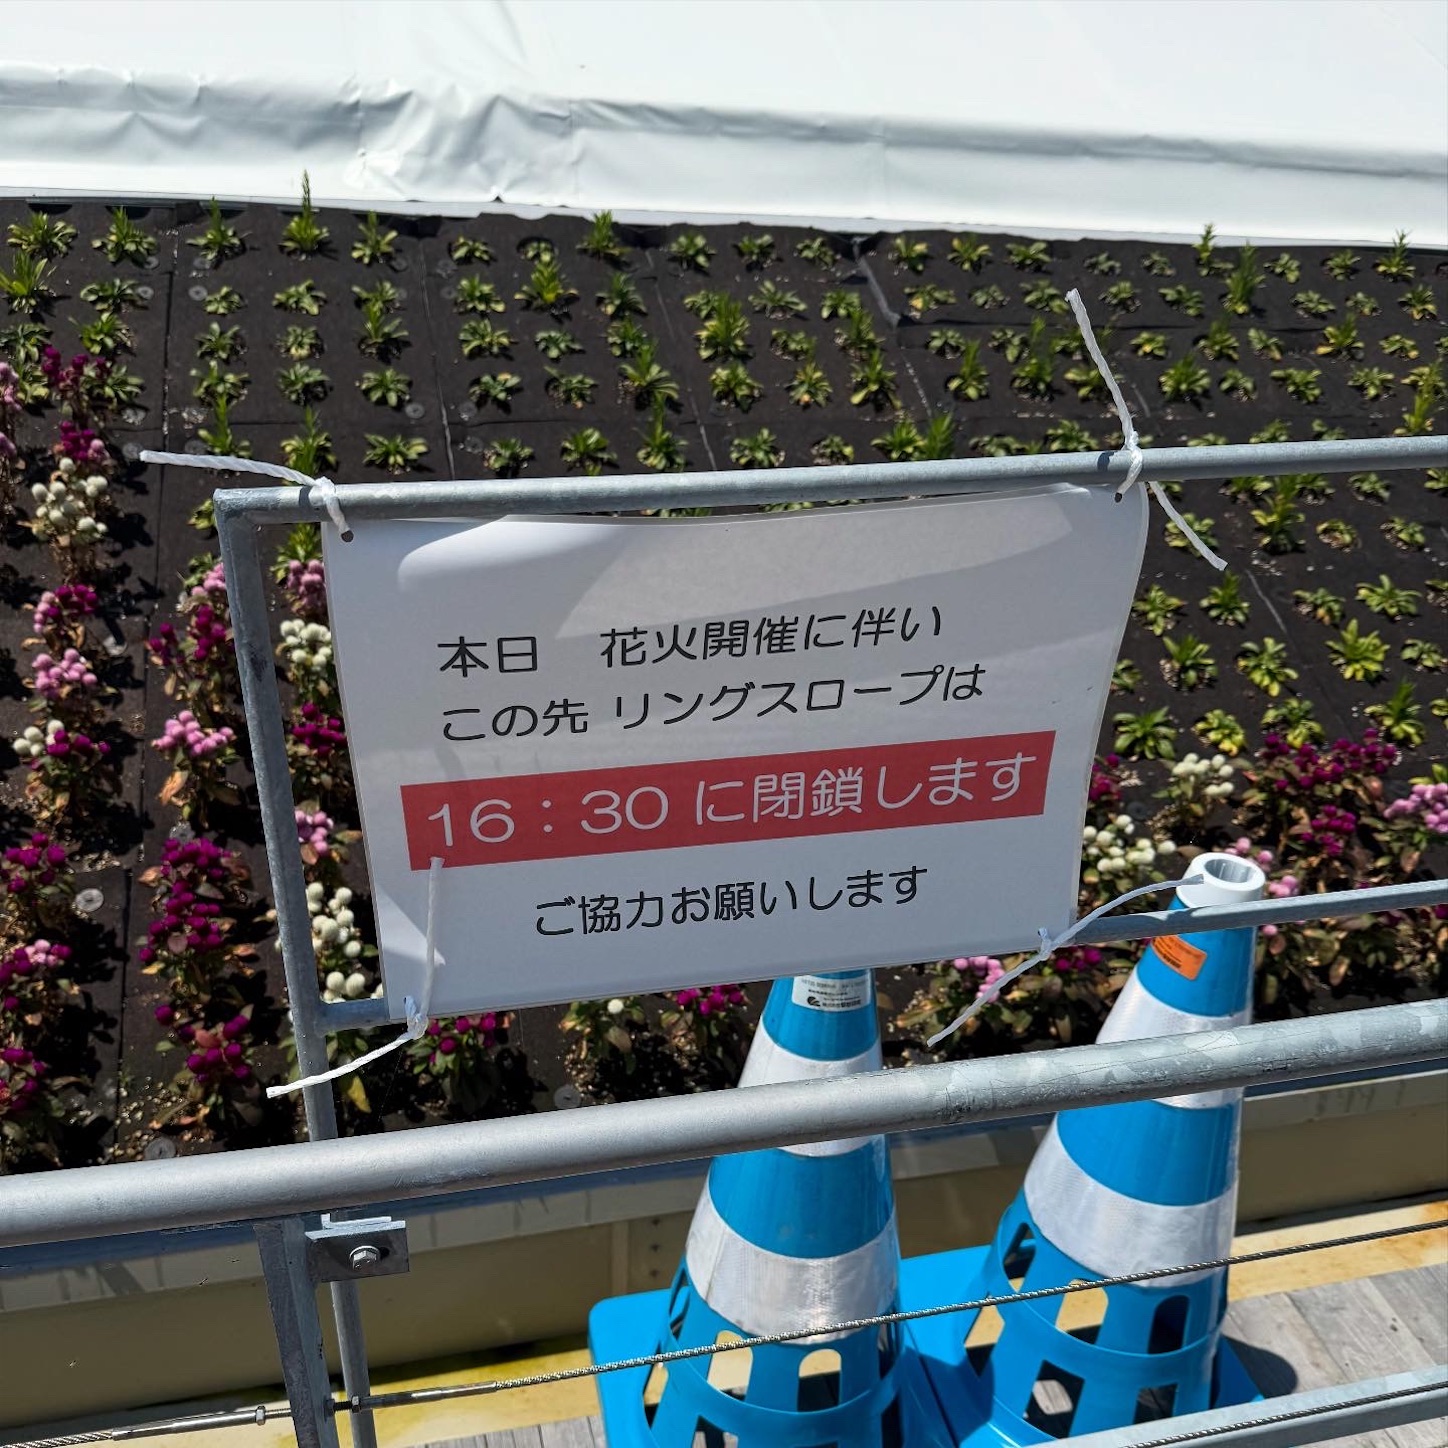 本日　花火開催に伴い
この先 リングスロープは
16：30 に閉鎖します
ご協力お願いします